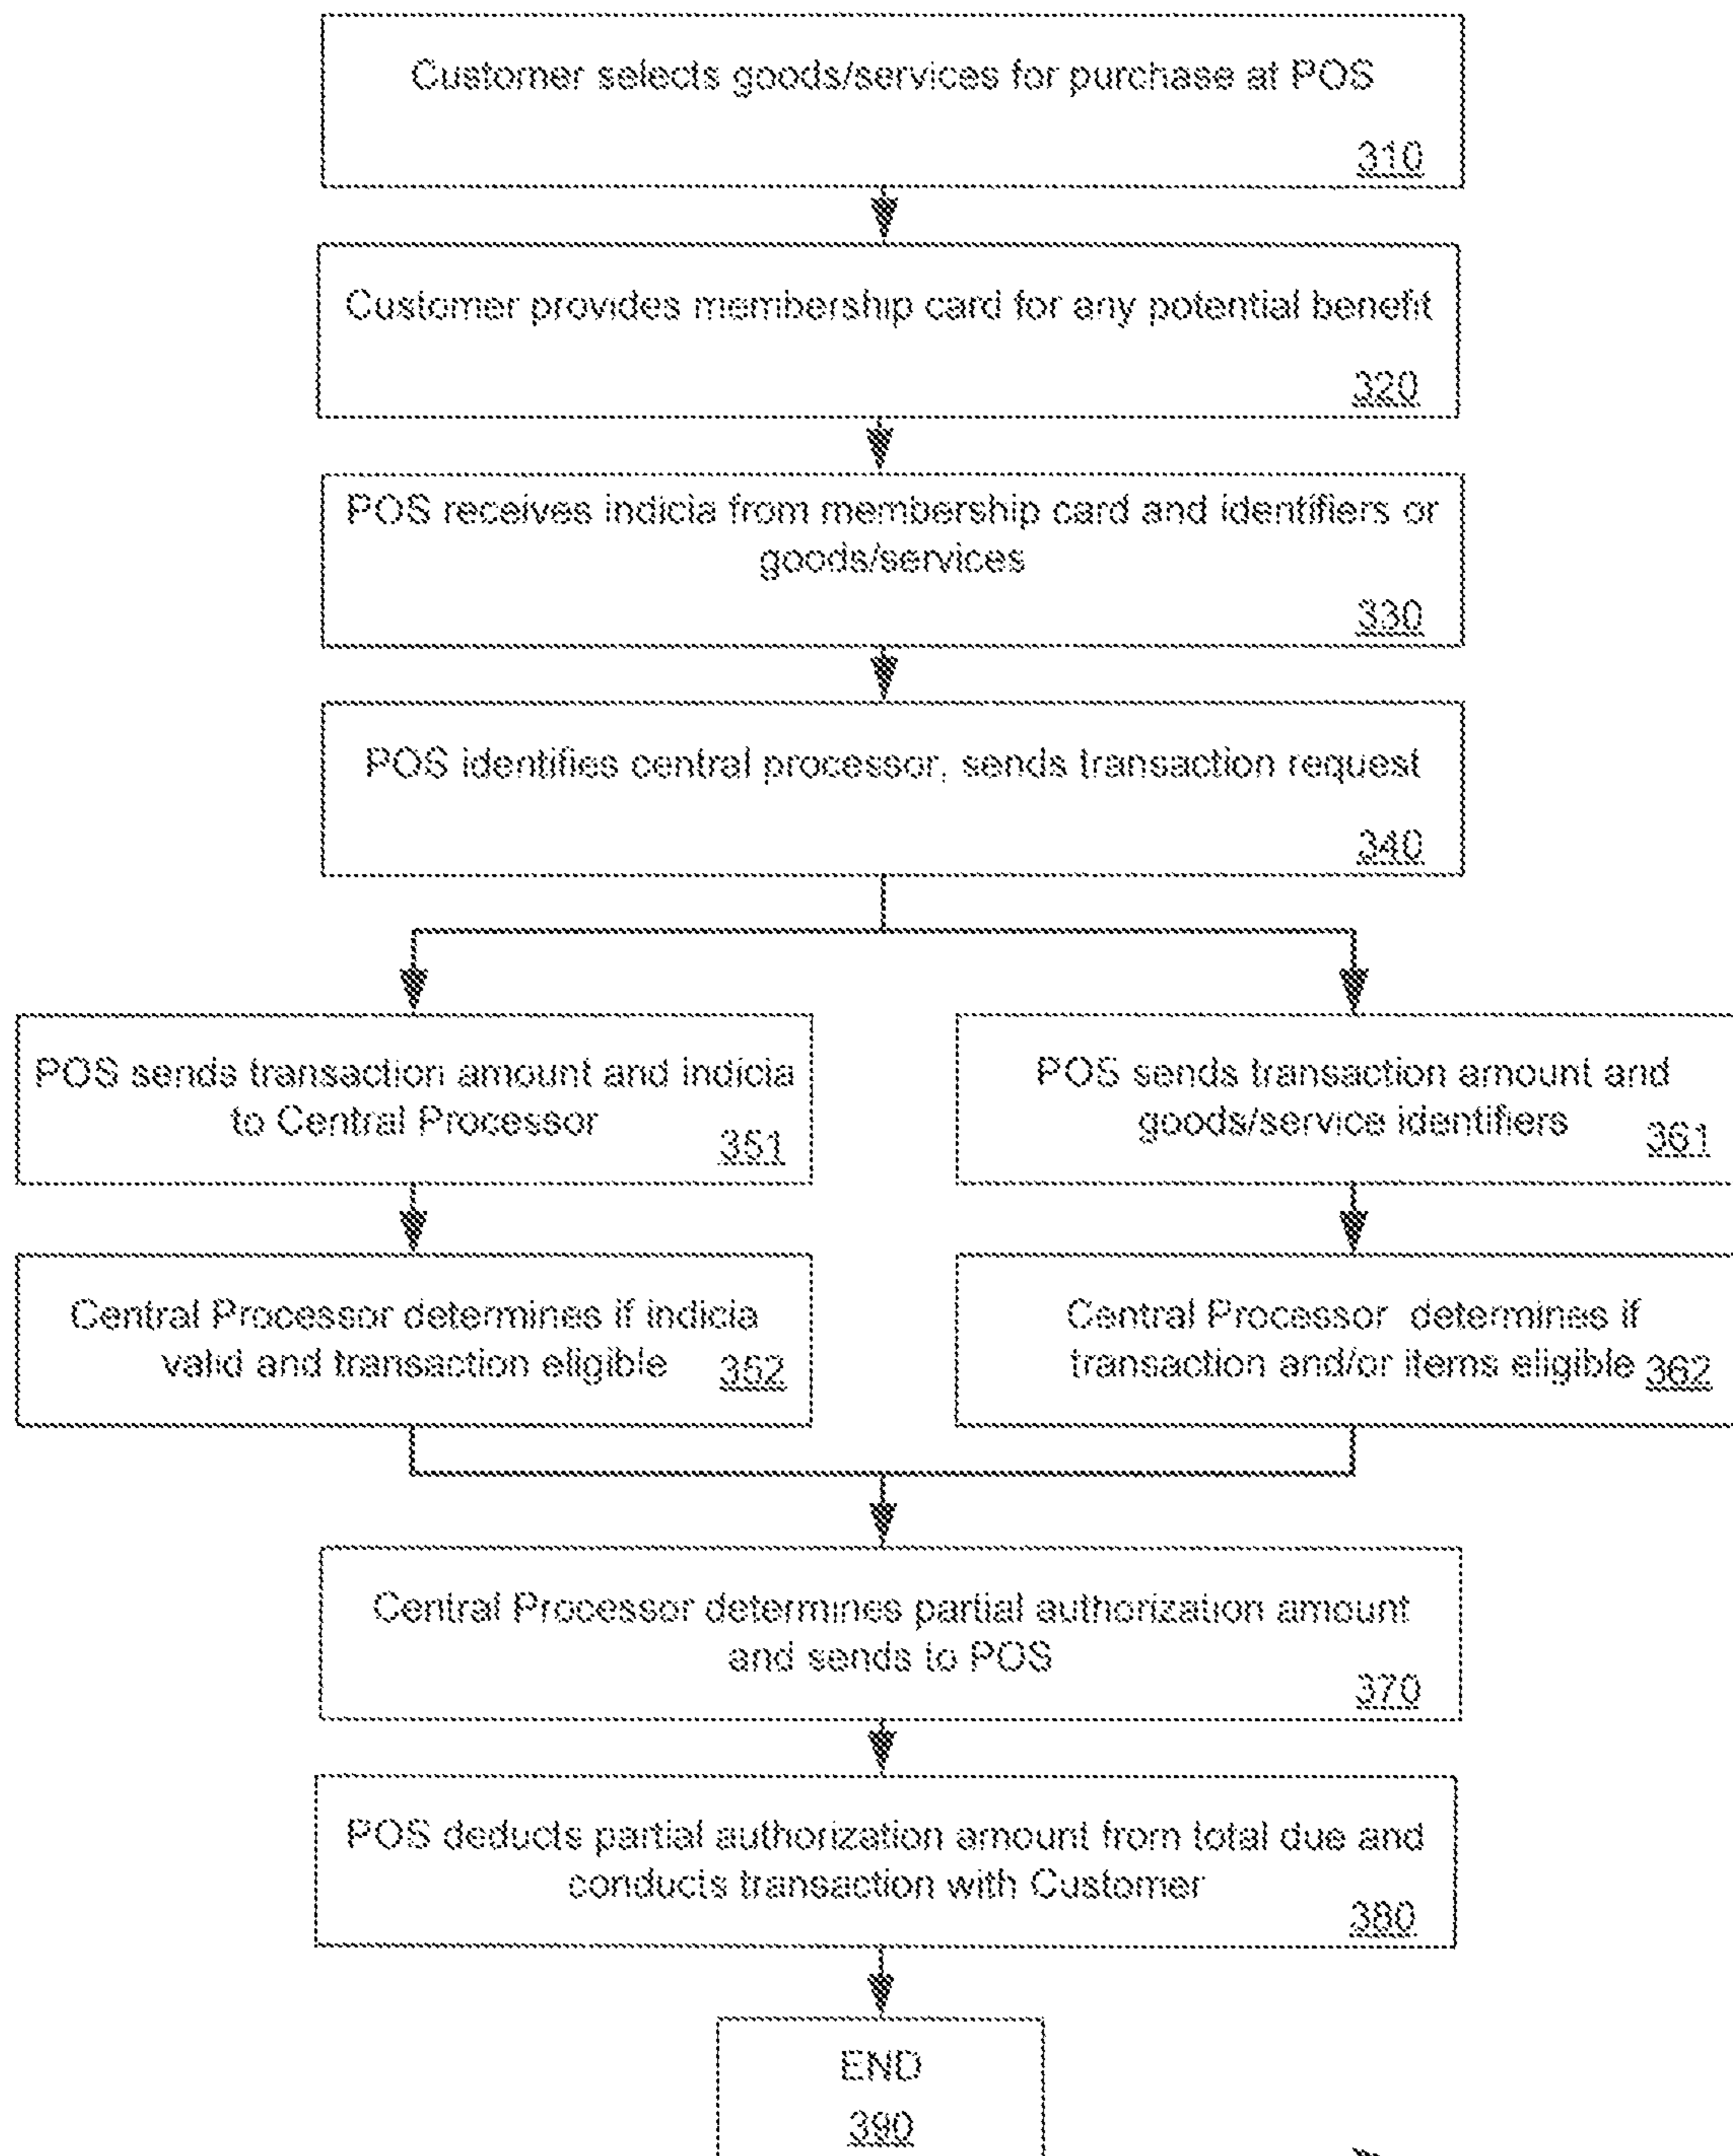 Customer selects goods/services for purchase at POS
310
Customer provides membership card for any potential benefit
320
POS receives indicia from membership card and identifiers or
goods/services
330
POS identifies central processor, sends transaction request
340
POS sends transaction amount and indicia
to Central Processor
351
POS sends transaction amount and
goods/service identifiers
361
Central Processor determines if indicia
valid and transaction eligible
352
Central Processor determines if
transaction and/or items eligible
362
Central Processor determines partial authorization amount
and sends to POS
370
POS deducts partial authorization amount from total due and
conducts transaction with Customer
380
END
390